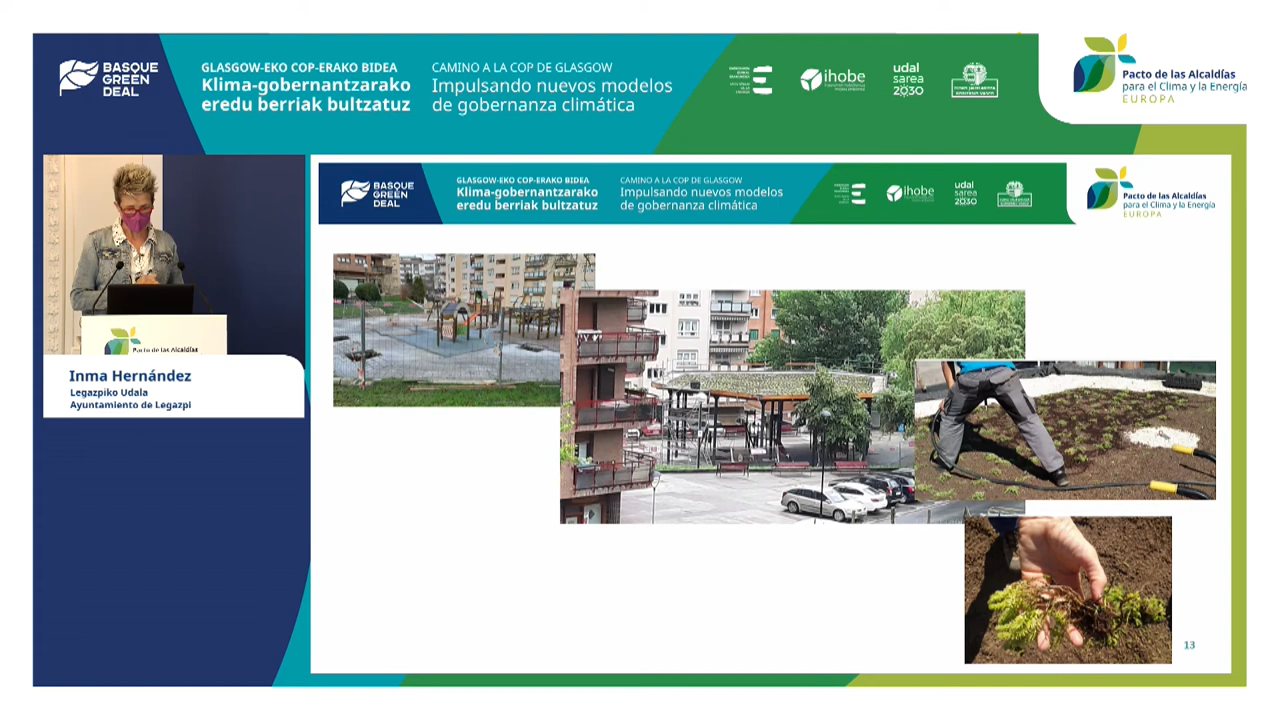 BASQUE
GREEN
DEAL
GLASGOW-EKO COP-ERAKO BIDEA
Klima-gobernantzarako
eredu berriak bultzatuz
CAMINO A LA COP DE GLASGOW
Impulsando nuevos modelos
de gobernanza climática
ihobe
udal
sarea
2030
Pacto de las Alcaldías
para el Clima y la Energía
EUROPA
BASQUE
GREEN
DEAL
GLASGOW-EKO COP-ERAKO BIDEA
Klima-gobernantzarako
eredu berriak bultzatuz
CAMINO A LA COP DE GLASGOW
Impulsando nuevos modelos
de gobernanza climática
ihobe
udal
sarea
2030
Pacto de las Alcaldías
para el Clima y la Energía
EUROPA
Pacto de las Alcaldías
Inma Hernández
Legazpiko Udala
Ayuntamiento de Legazpi
13